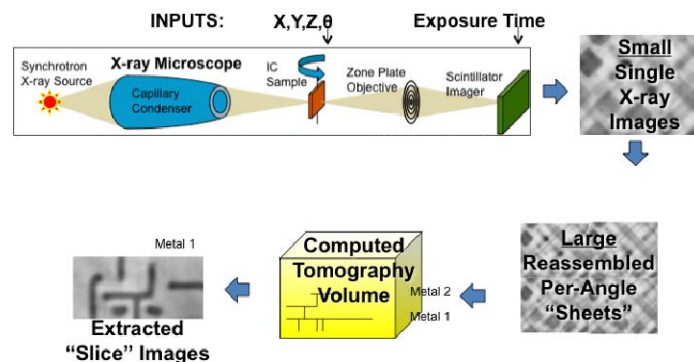 INPUTS:
X,Y,Z,θ
Exposure Time
Synchrotron
X-ray Source
X-ray Microscope
Capillary
Condenser
IC
Sample
Zone Plate
Objective
Scintillator
Imager
Small
Single
X-ray
Images
Large
Reassembled
Per-Angle
“Sheets”
Computed
Tomography
Volume
Metal 2
Metal 1
Metal 1
Extracted
“Slice” Images